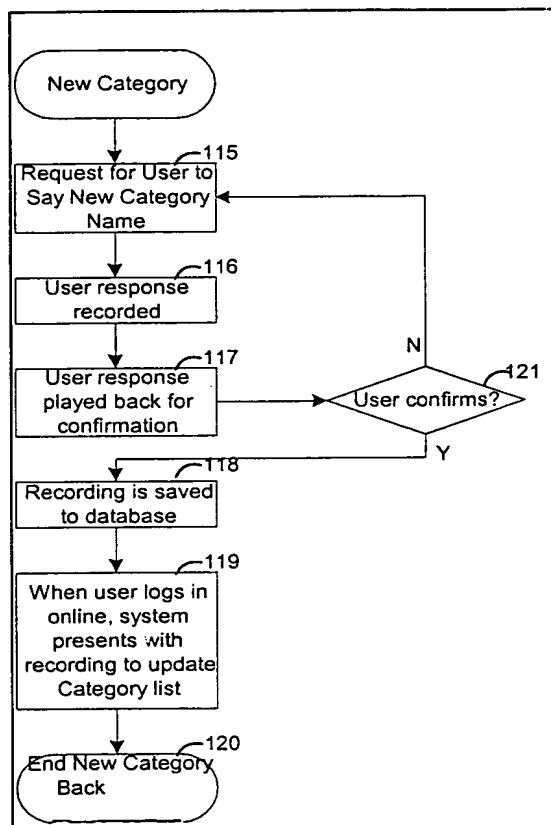 New Category
115
Request for User to
Say New Category
Name
116
User response
recorded
117
User response
played back for
confirmation
N
121
User confirms?
Y
118
Recording is saved
to database
119
When user logs in
online, system
presents with
recording to update
Category list
120
End New Category
Back